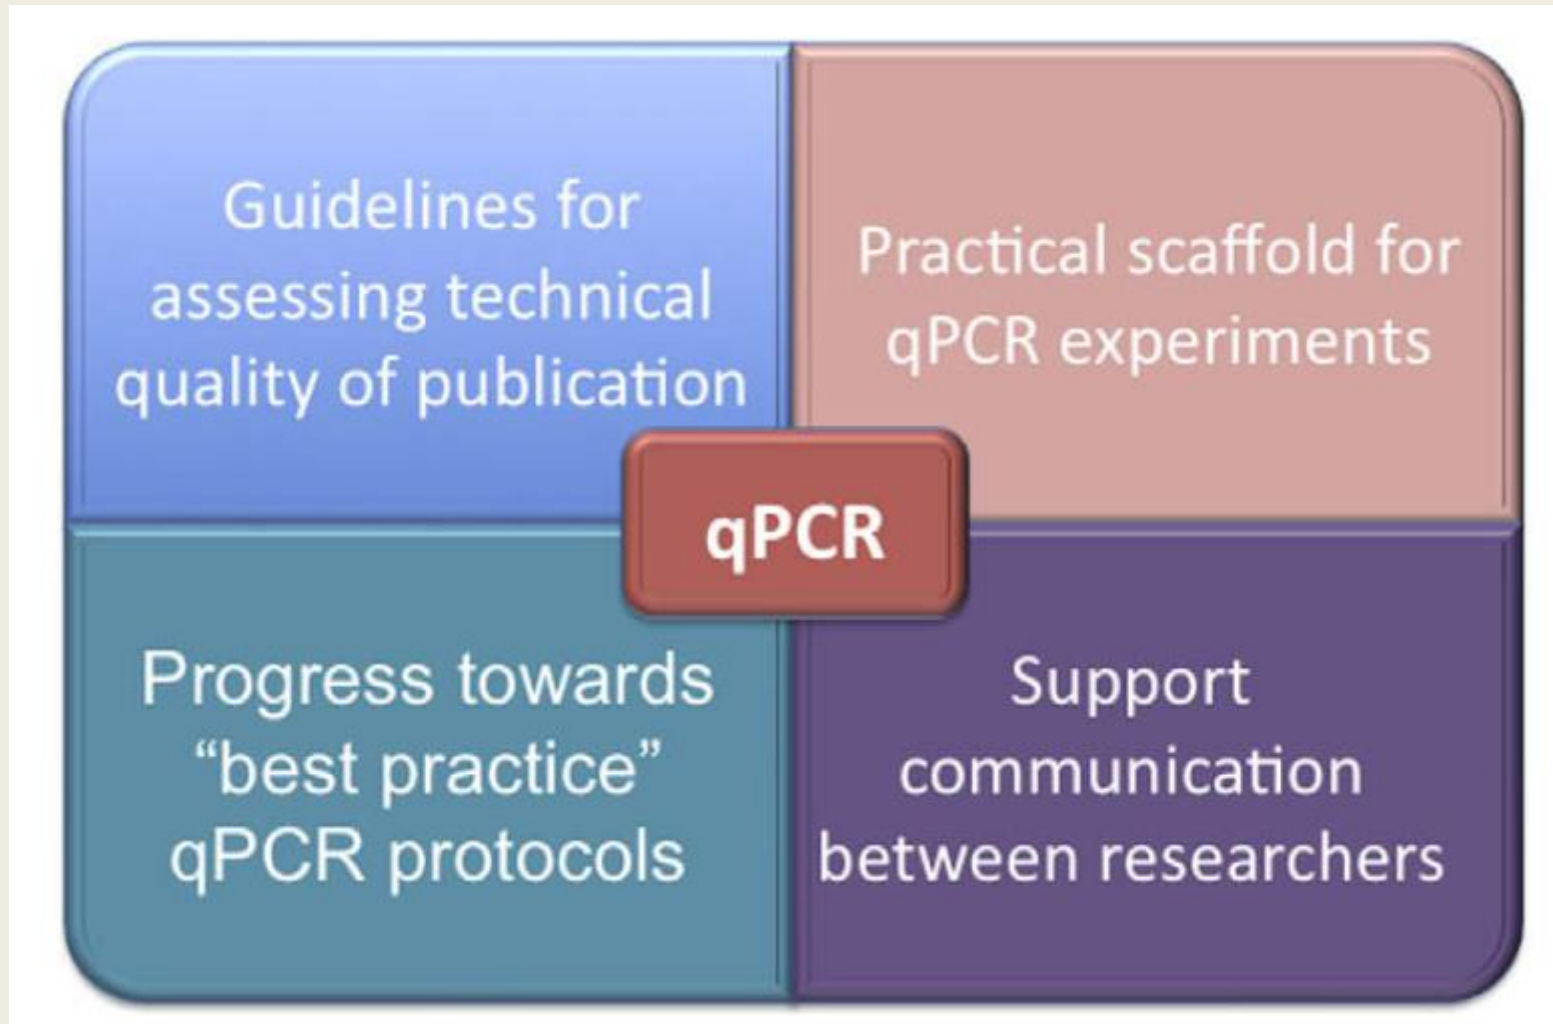 Guidelines for
assessing technical
quality of publication
Practical scaffold for
qPCR experiments
qPCR
Progress towards
“best practice”
qPCR protocols
Support
communication
between researchers